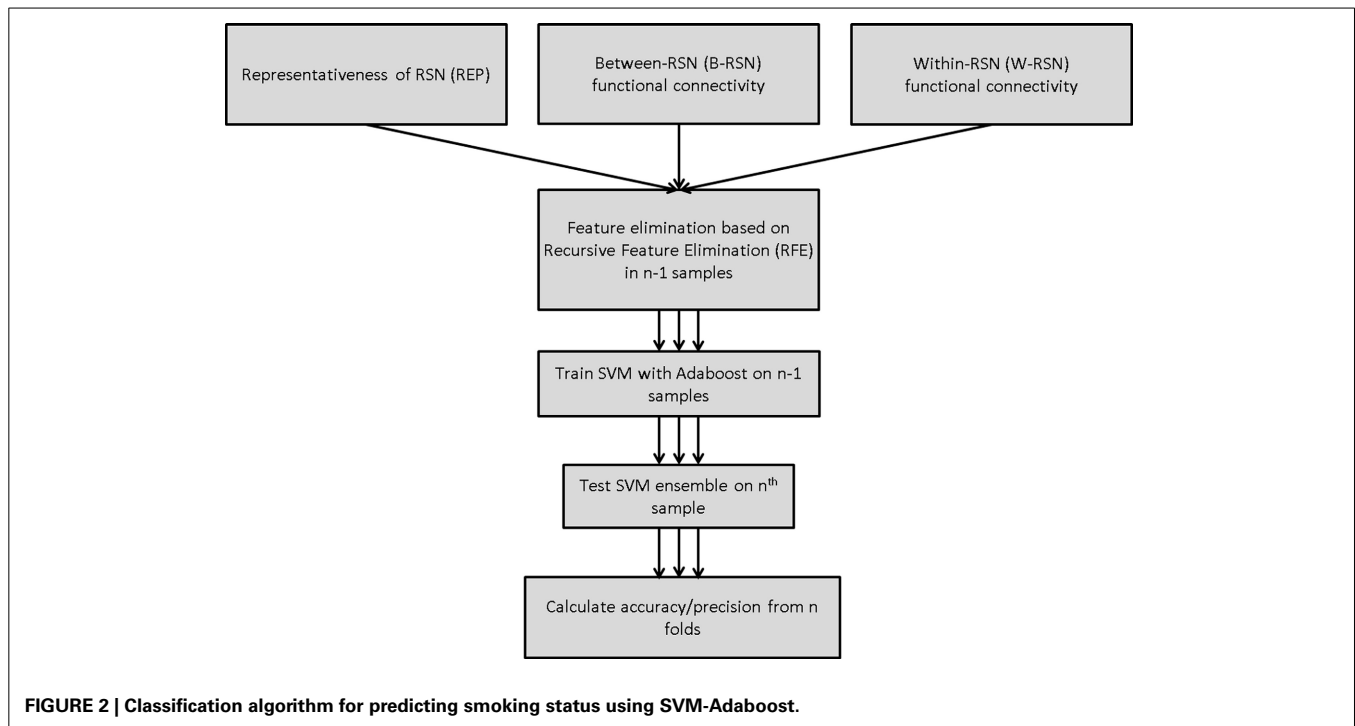 Representativeness of RSN (REP)
Between-RSN (B-RSN)
functional connectivity
Within-RSN (W-RSN)
functional connectivity
Feature elimination based on
Recursive Feature Elimination (RFE)
in n-1 samples
Train SVM with Adaboost on n-1
samples
Test SVM ensemble on nth
sample
Calculate accuracy/precision from n
folds
FIGURE 2 | Classification algorithm for predicting smoking status using SVM-Adaboost.